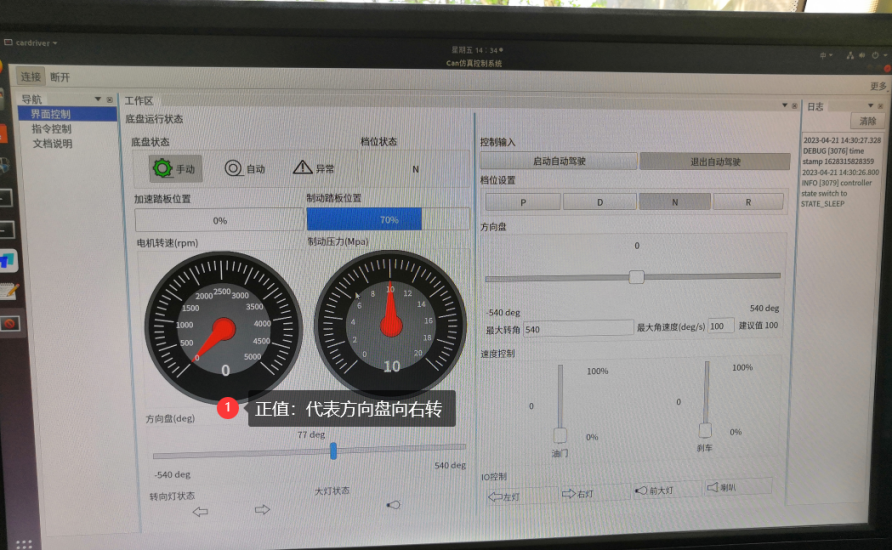 cardriver
星期五 14：34
Can仿真控制系统
连接 断开
更多
导航
界面控制
指令控制
文档说明
工作区
底盘运行状态
底盘状态
档位状态
手动
自动
异常
N
加速踏板位置
制动踏板位置
0%
70%
电机转速(rpm)
制动压力(Mpa)
0
500
1000
1500
2000
2500
3000
3500
4000
4500
5000
0
0
2
4
6
8
10
12
14
16
18
20
10
1
正值：代表方向盘向右转
方向盘(deg)
77 deg
-540 deg
540 deg
转向灯状态
大灯状态
控制输入
启动自动驾驶
退出自动驾驶
档位设置
P
D
N
R
方向盘
0
-540 deg
540 deg
最大转角 540
最大角速度(deg/s) 100 建议值 100
速度控制
100%
0
0%
油门
100%
0
0%
刹车
IO控制
左灯
右灯
前大灯
喇叭
日志
清除
2023-04-21 14:30:27.328
DEBUG [3078] time
stamp 1628315828359
2023-04-21 14:30:26.800
INFO [3079] controller
state switch to
STATE_SLEEP